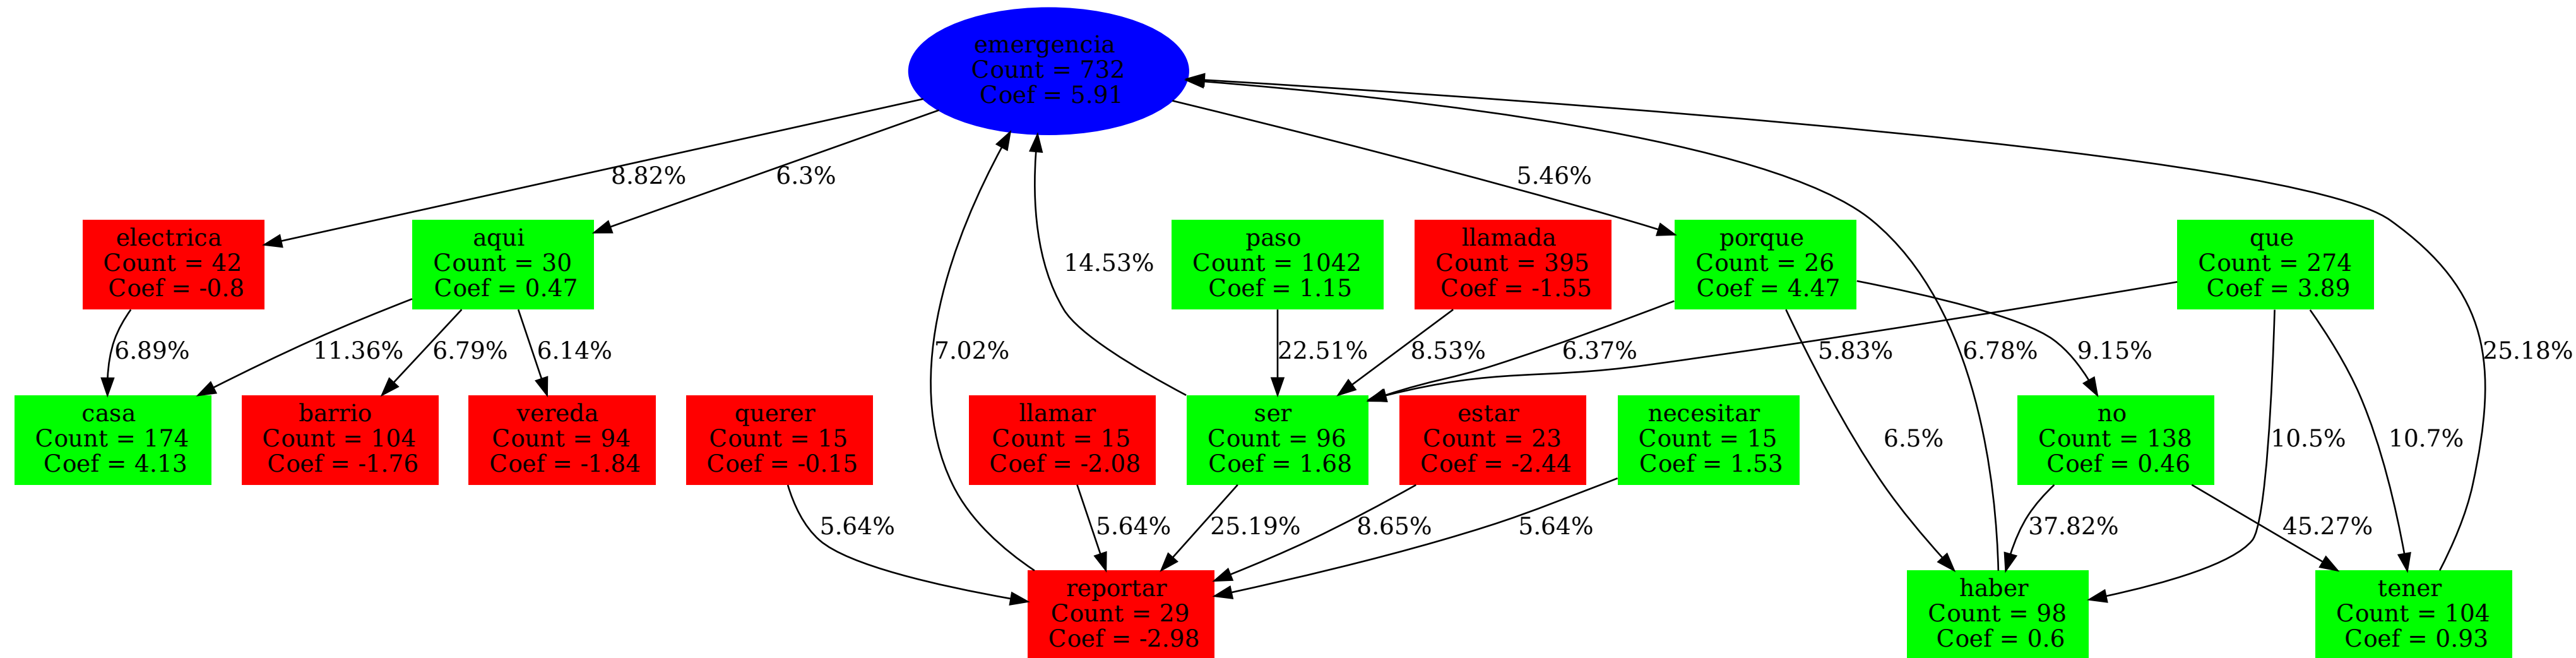 emergencia
Count = 732
Coef = 5.91
8.82%
6.3%
5.46%
electrica
Count = 42
Coef = -0.8
aqui
Count = 30
Coef = 0.47
14.53%
paso
Count = 1042
Coef = 1.15
llamada
Count = 395
Coef = -1.55
porque
Count = 26
Coef = 4.47
que
Count = 274
Coef = 3.89
6.89%
11.36%
6.79%
6.14%
7.02%
22.51%
8.53%
6.37%
5.83%
6.78%
9.15%
25.18%
casa
Count = 174
Coef = 4.13
barrio
Count = 104
Coef = -1.76
vereda
Count = 94
Coef = -1.84
querer
Count = 15
Coef = -0.15
llamar
Count = 15
Coef = -2.08
ser
Count = 96
Coef = 1.68
estar
Count = 23
Coef = -2.44
necesitar
Count = 15
Coef = 1.53
6.5%
no
Count = 138
Coef = 0.46
10.5%
10.7%
5.64%
5.64%
25.19%
8.65%
5.64%
37.82%
45.27%
reportar
Count = 29
Coef = -2.98
haber
Count = 98
Coef = 0.6
tener
Count = 104
Coef = 0.93